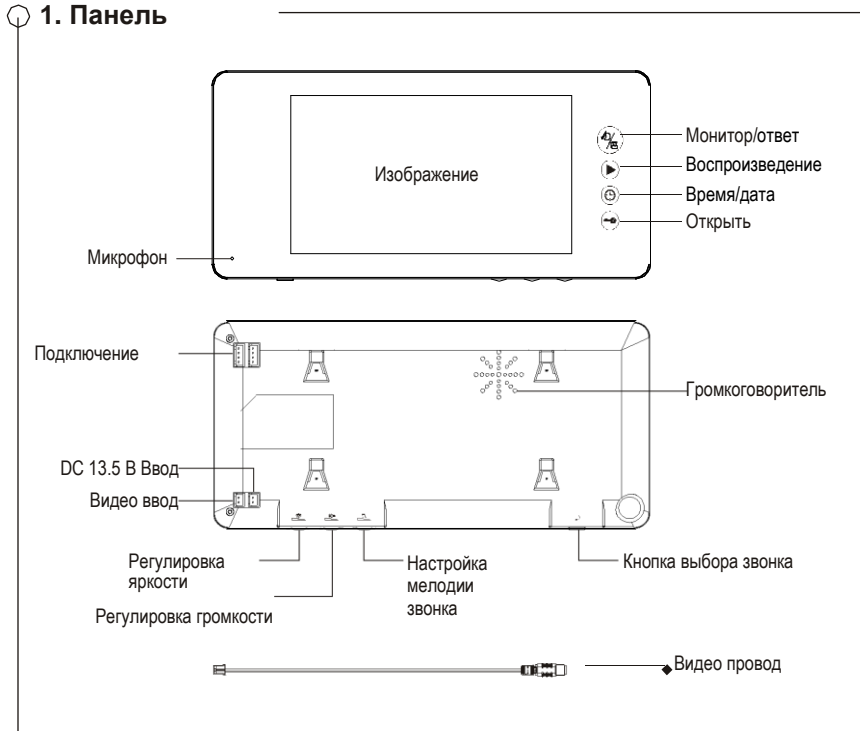 1. Панель
Изображение
Монитор/ответ
Воспроизведение
Время/дата
Открыть
Микрофон
Подключение
Громкоговоритель
DC 13.5 В Ввод
Видео ввод
Регулировка
яркости
Регулировка громкости
Настройка
мелодии
звонка
Кнопка выбора звонка
Видео провод